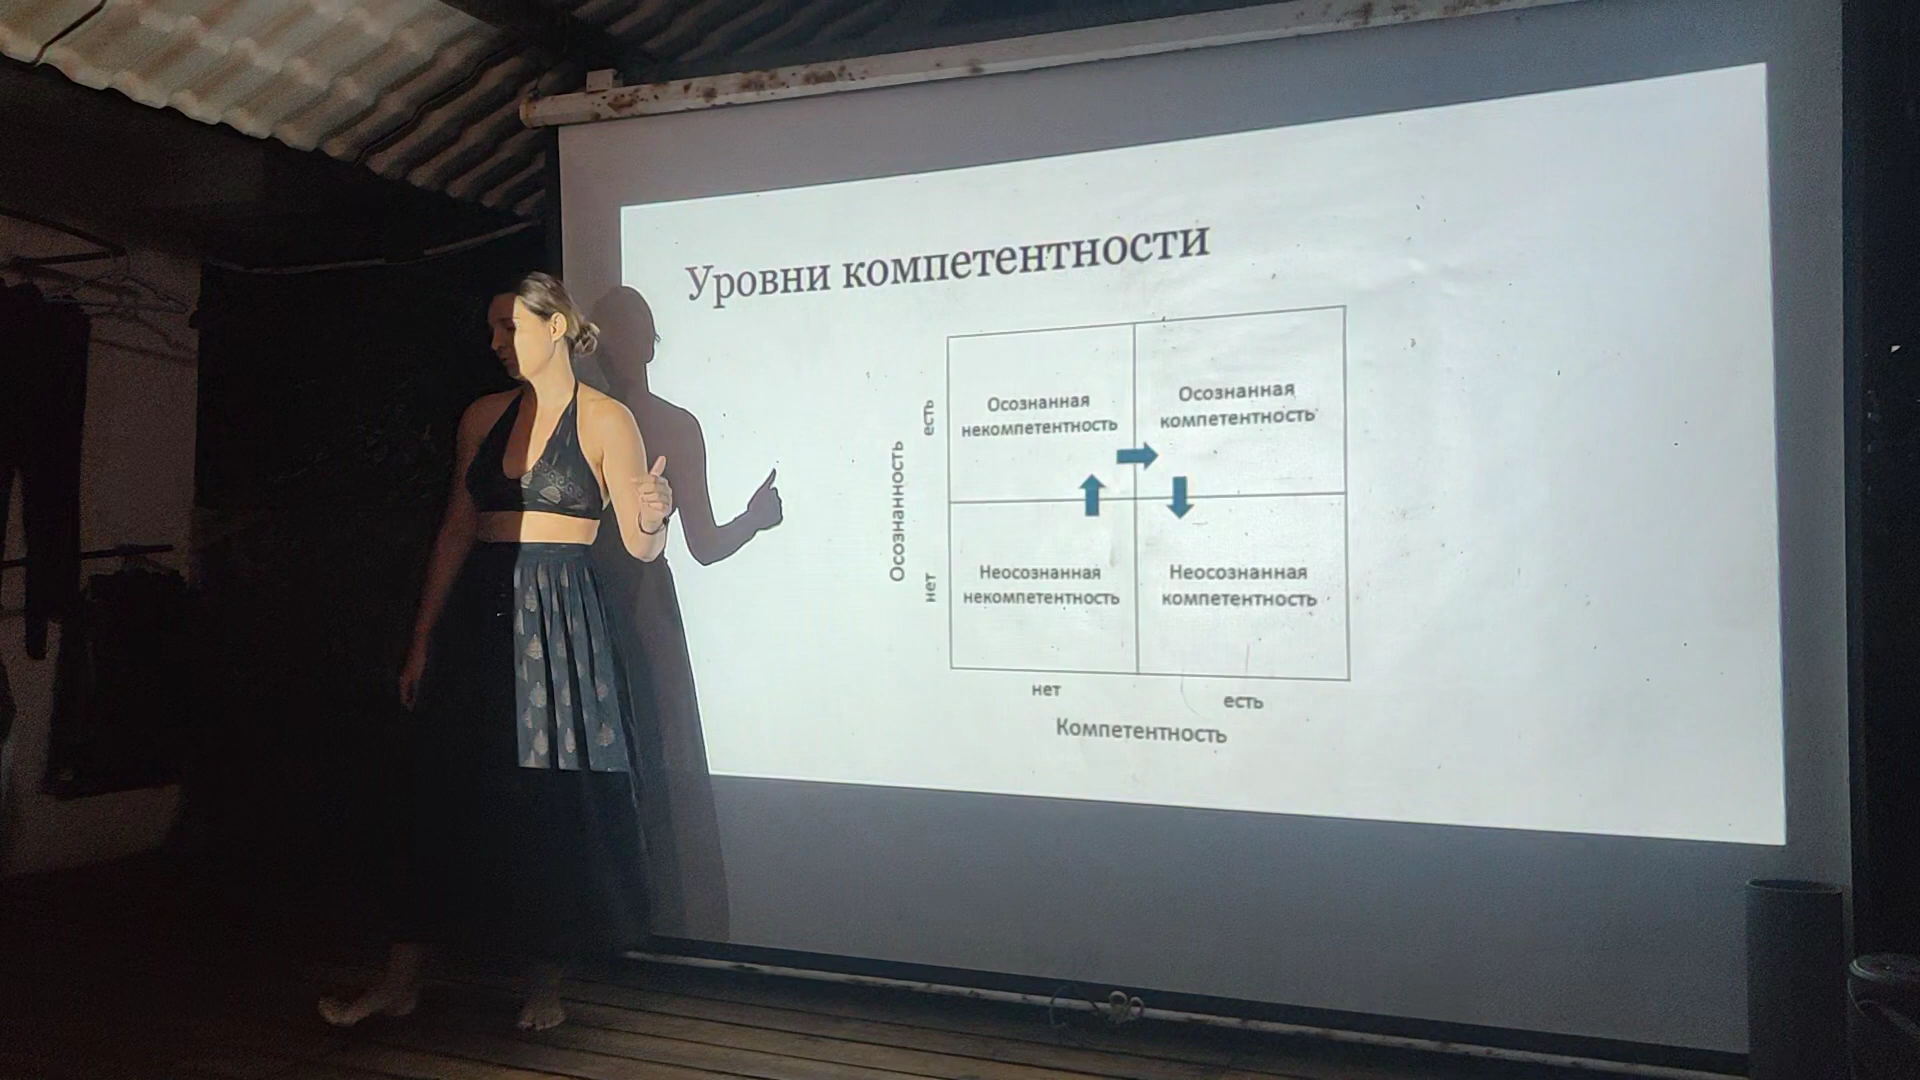 Уровни компетентности
Осознанность
есть
нет
Осознанная
некомпетентность
Осознанная
компетентность
Неосознанная
некомпетентность
Неосознанная
компетентность
нет
есть
Компетентность